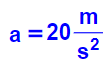 a = 20 m/s²